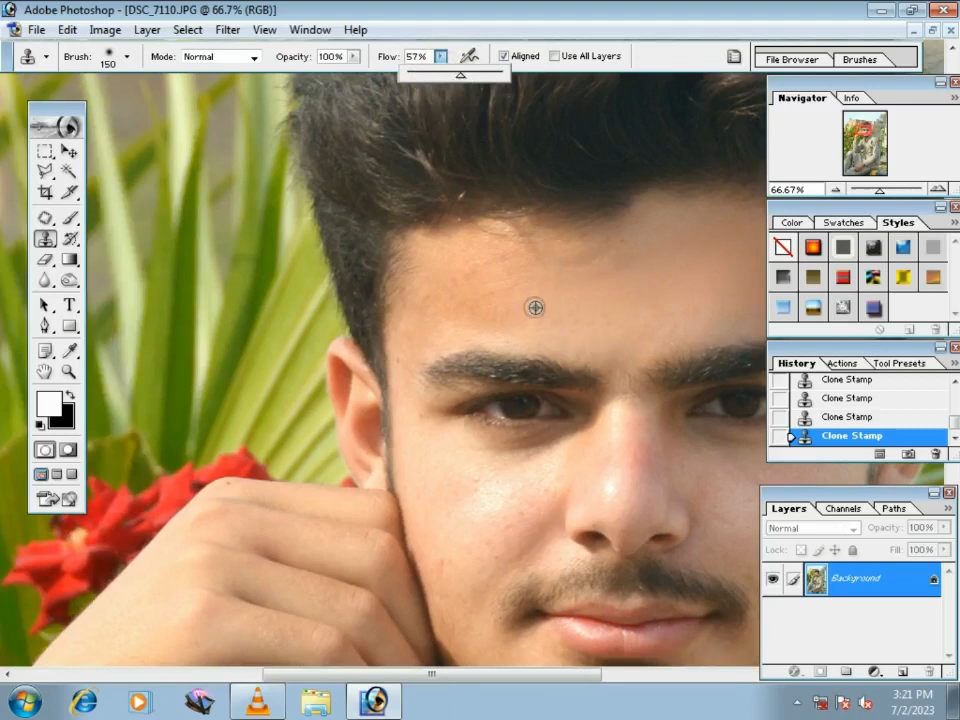 Adobe Photoshop - [DSC_7110.JPG @ 66.7% (RGB)]
File Edit Image Layer Select Filter View Window Help
Brush: 150 Mode: Normal Opacity: 100% Flow: 57% Aligned Use All Layers File Browser Brushes
Navigator Info
66.67%
Color Swatches Styles
T
History Actions Tool Presets
Clone Stamp
Clone Stamp
Clone Stamp
Clone Stamp
Layers Channels Paths
Normal Opacity: 100%
Lock: Fill: 100%
Background
3:21 PM
7/2/2023